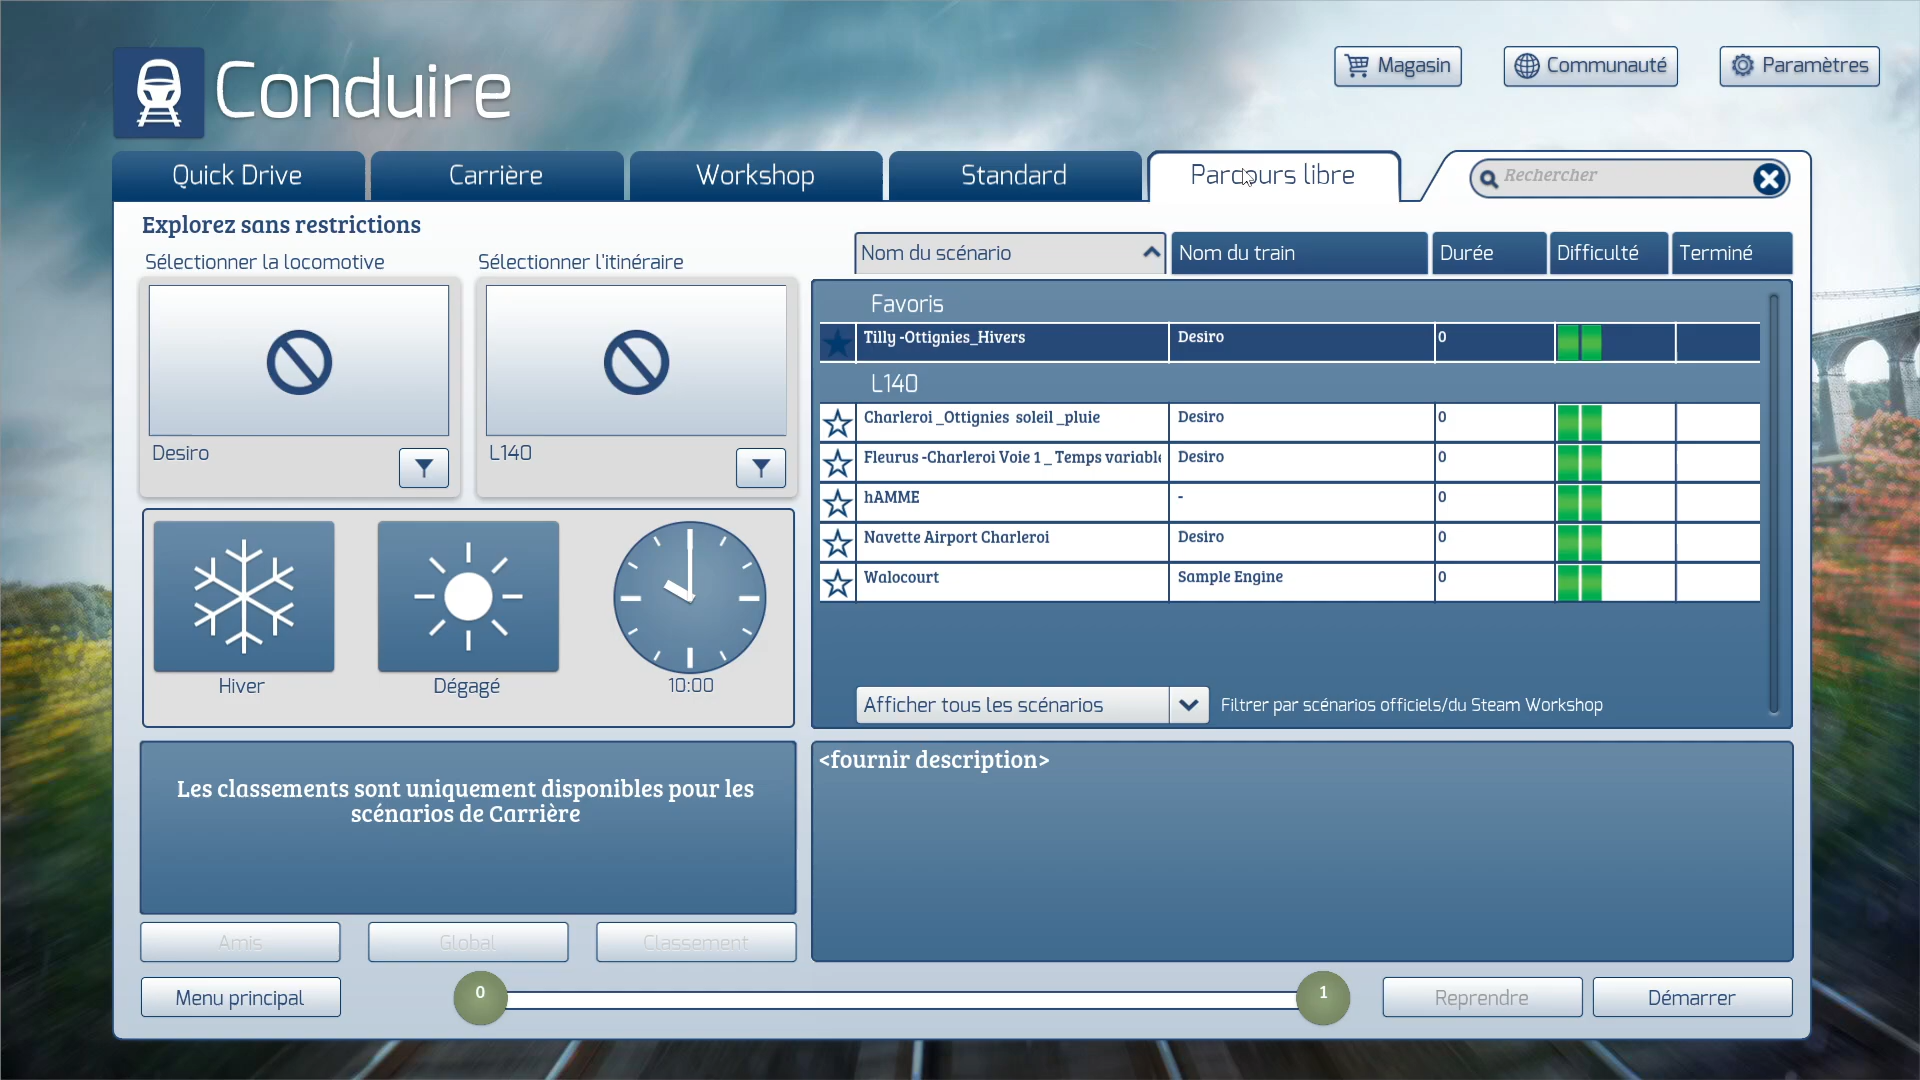 Conduire
Magasin
Communauté
Paramètres
Quick Drive
Carrière
Workshop
Standard
Parcours libre
Rechercher
Explorez sans restrictions
Sélectionner la locomotive
Sélectionner l'itinéraire
Desiro
L140
Hiver
Dégagé
10:00
Nom du scénario
Nom du train
Durée
Difficulté
Terminé
Favoris
Tilly -Ottignies_Hivers Desiro 0
L140
Charleroi _Ottignies soleil _pluie Desiro 0
Fleurus -Charleroi Voie 1 _ Temps variable Desiro 0
hAMME - 0
Navette Airport Charleroi Desiro 0
Walocourt Sample Engine 0
Afficher tous les scénarios
Filtrer par scénarios officiels/du Steam Workshop
Les classements sont uniquement disponibles pour les
scénarios de Carrière
<fournir description>
Amis
Global
Classement
Menu principal
0
1
Reprendre
Démarrer